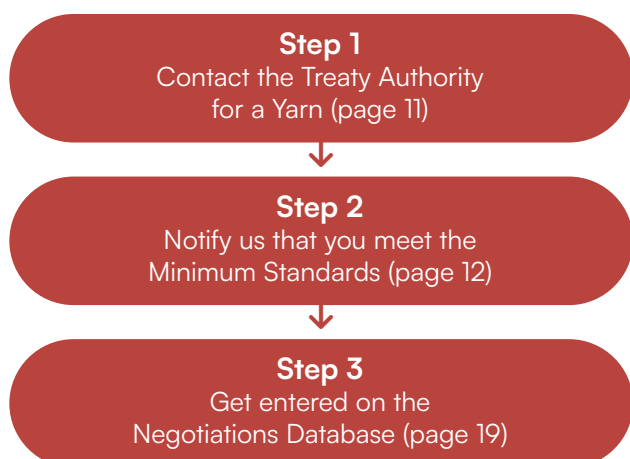 Step 1
Contact the Treaty Authority
for a Yarn (page 11)
Step 2
Notify us that you meet the
Minimum Standards (page 12)
Step 3
Get entered on the
Negotiations Database (page 19)